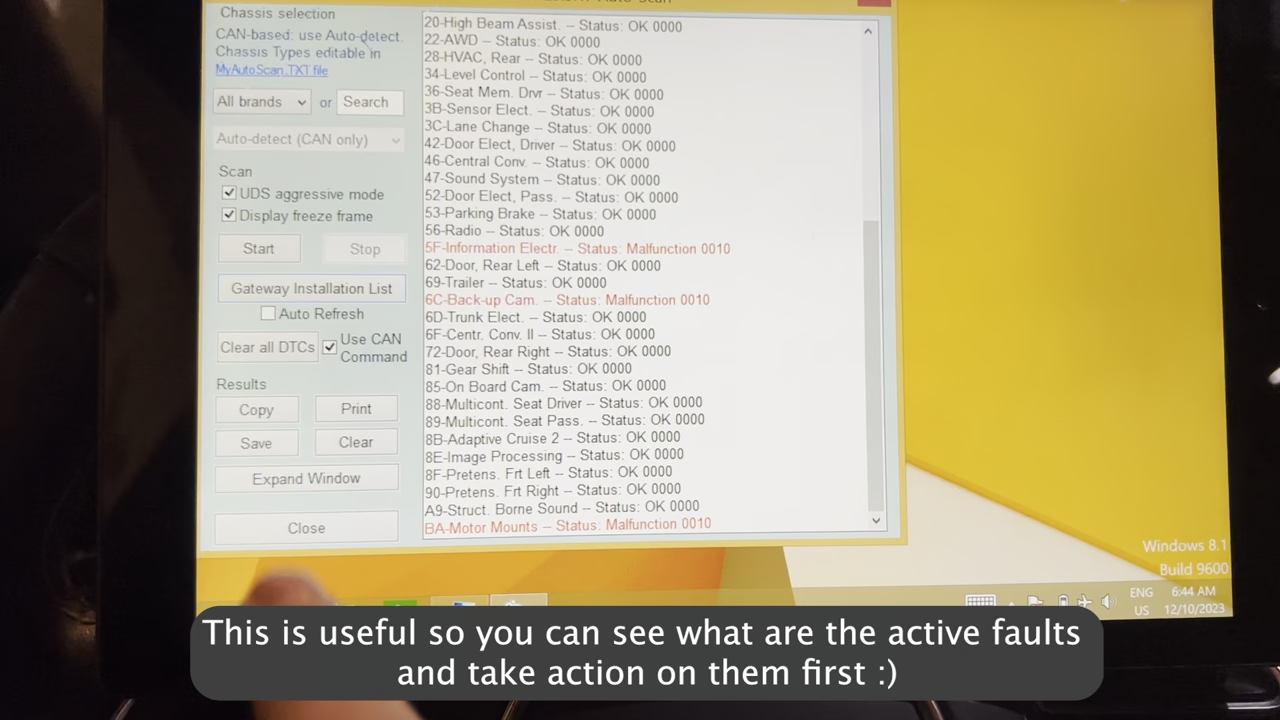 Chassis selection
CAN-based: use Auto-detect.
Chassis Types editable in
MyAutoScan.TXT file
All brands or Search
Auto-detect (CAN only)
Scan
UDS aggressive mode
Display freeze frame
Start Stop
Gateway Installation List
Auto Refresh
Clear all DTCs Use CAN
Command
Results
Copy Print
Save Clear
Expand Window
Close
20-High Beam Assist. -- Status: OK 0000
22-AWD -- Status: OK 0000
28-HVAC, Rear -- Status: OK 0000
34-Level Control -- Status: OK 0000
36-Seat Mem. Drvr -- Status: OK 0000
3B-Sensor Elect. -- Status: OK 0000
3C-Lane Change -- Status: OK 0000
42-Door Elect, Driver -- Status: OK 0000
46-Central Conv. -- Status: OK 0000
47-Sound System -- Status: OK 0000
52-Door Elect, Pass. -- Status: OK 0000
53-Parking Brake -- Status: OK 0000
56-Radio -- Status: OK 0000
5F-Information Electr. -- Status: Malfunction 0010
62-Door, Rear Left -- Status: OK 0000
69-Trailer -- Status: OK 0000
6C-Back-up Cam. -- Status: Malfunction 0010
6D-Trunk Elect. -- Status: OK 0000
6F-Centr. Conv. II -- Status: OK 0000
72-Door, Rear Right -- Status: OK 0000
81-Gear Shift -- Status: OK 0000
85-On Board Cam. -- Status: OK 0000
88-Multicont. Seat Driver -- Status: OK 0000
89-Multicont. Seat Pass. -- Status: OK 0000
8B-Adaptive Cruise 2 -- Status: OK 0000
8E-Image Processing -- Status: OK 0000
8F-Pretens. Frt Left -- Status: OK 0000
90-Pretens. Frt Right -- Status: OK 0000
A9-Struct. Borne Sound -- Status: OK 0000
BA-Motor Mounts -- Status: Malfunction 0010
Windows 8.1
Build 9600
ENG 6:44 AM
US 12/10/2023
This is useful so you can see what are the active faults
and take action on them first :)